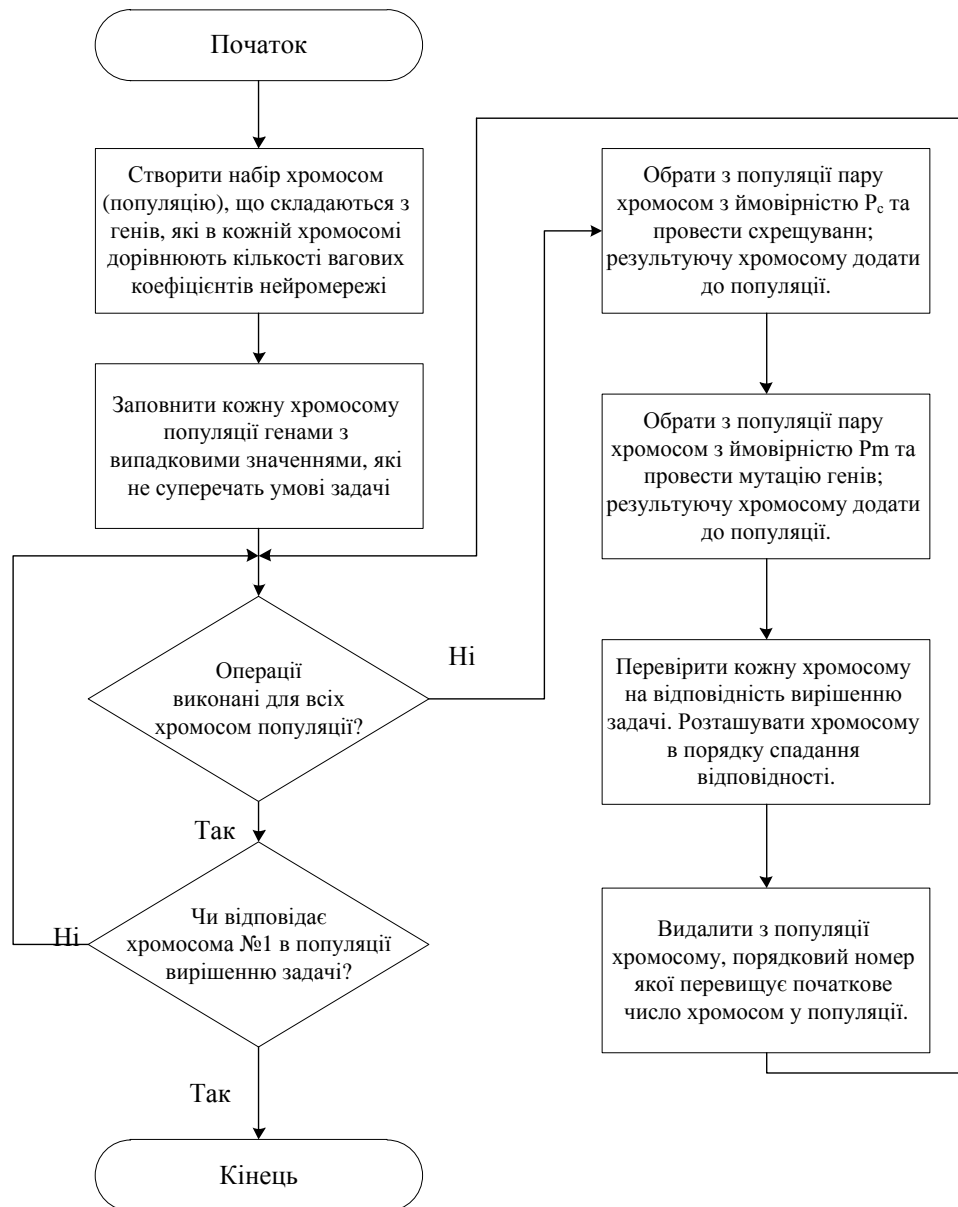 Початок
Створити набір хромосом
(популяцію), що складаються з
генів, які в кожній хромосомі
дорівнюють кількості вагових
коефіцієнтів нейромережі
Заповнити кожну хромосому
популяції генами з
випадковими значеннями, які
не суперечать умові задачі
Операції
виконані для всіх
хромосом популяції?
Ні
Так
Чи відповідає
хромосома №1 в популяції
вирішенню задачі?
Ні
Так
Кінець
Обрати з популяції пару
хромосом з ймовірністю Pc та
провести схрещуванн;
результуючу хромосому додати
до популяції.
Обрати з популяції пару
хромосом з ймовірністю Pm та
провести мутацію генів;
результуючу хромосому додати
до популяції.
Перевірити кожну хромосому
на відповідність вирішенню
задачі. Розташувати хромосому
в порядку спадання
відповідності.
Видалити з популяції
хромосому, порядковий номер
якої перевищує початкове
число хромосом у популяції.